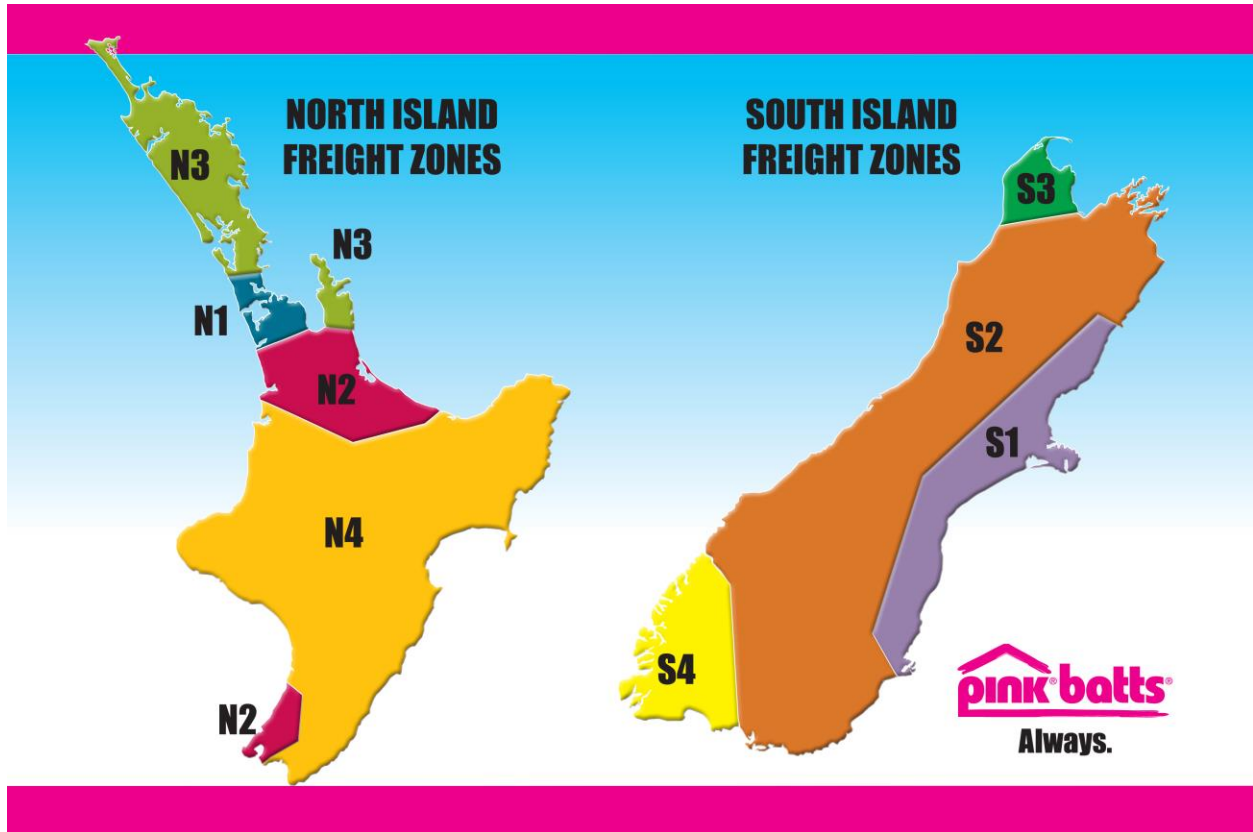 NORTH ISLAND
FREIGHT ZONES
N3
N3
N1
N2
N4
N2
SOUTH ISLAND
FREIGHT ZONES
S3
S2
S1
S4
pink® batts®
Always.